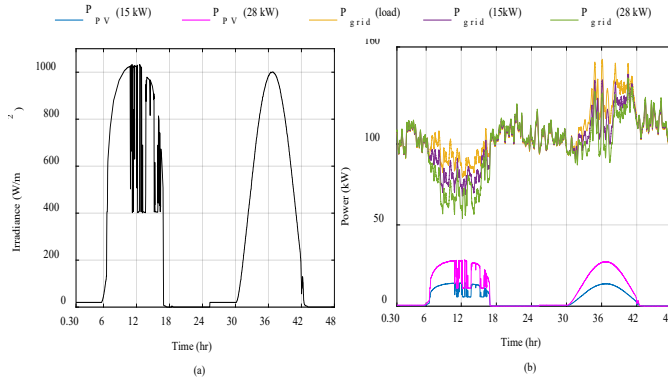 P PV (15 kW) P PV (28 kW) P grid (load) P grid (15kW) P grid (28 kW)
1000
800
600
400
200
0
Irradiance (W/m 2)
0.30 6 12 18 24 30 36 42 48
Time (hr)
(a)
160
100
50
0
Power (kW)
0.30 6 12 18 24 30 36 42 48
Time (hr)
(b)